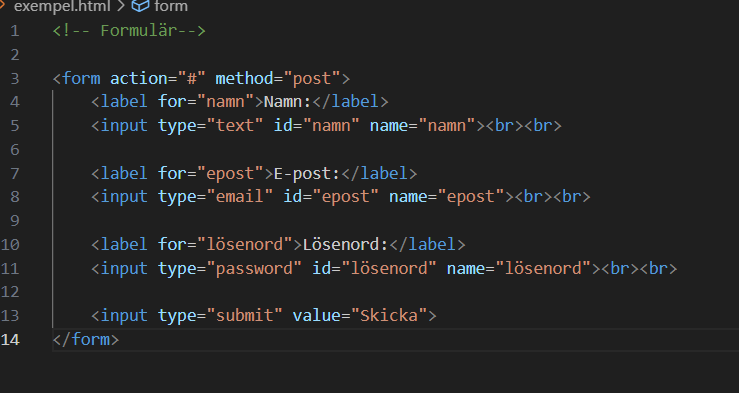 exempel.html > form
1 <!-- Formulär-->
2
3 <form action="#" method="post">
4 <label for="namn">Namn:</label>
5 <input type="text" id="namn" name="namn"><br><br>
6
7 <label for="epost">E-post:</label>
8 <input type="email" id="epost" name="epost"><br><br>
9
10 <label for="lösenord">Lösenord:</label>
11 <input type="password" id="lösenord" name="lösenord"><br><br>
12
13 <input type="submit" value="Skicka">
14 </form>